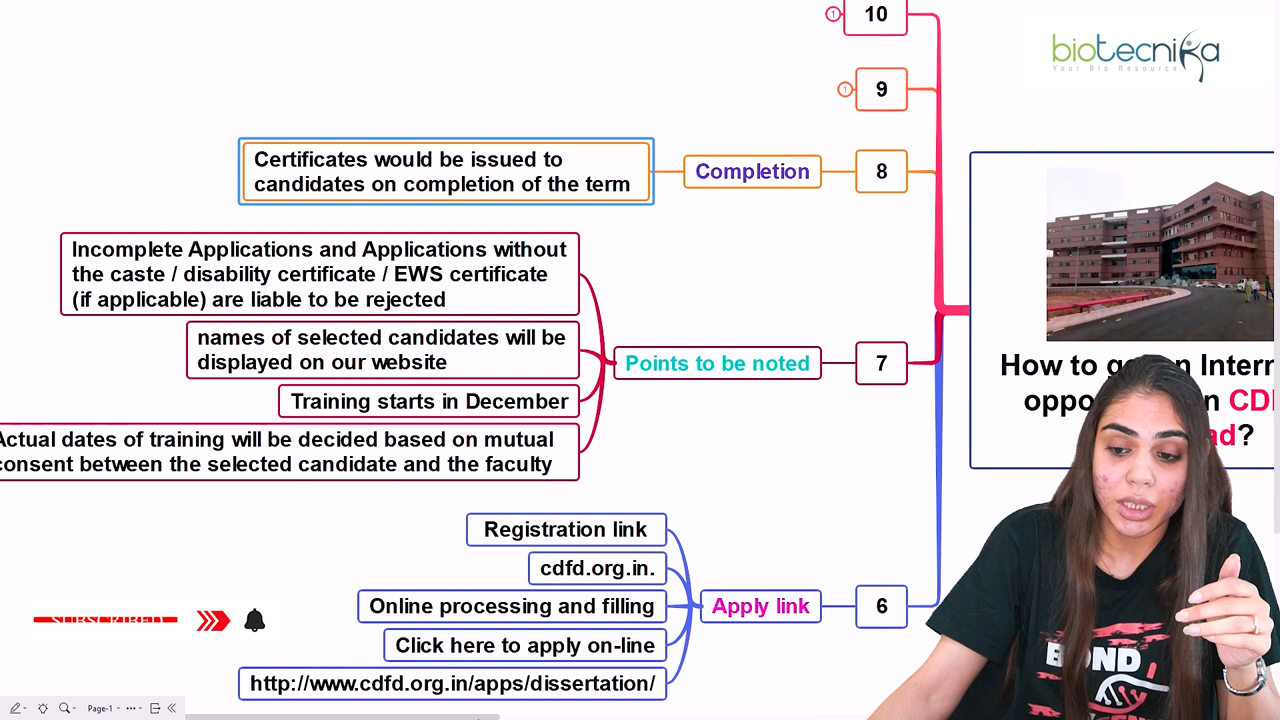 10
1
biotecnika
Your Bio Resource
9
1
Certificates would be issued to
candidates on completion of the term
Completion
8
Incomplete Applications and Applications without
the caste / disability certificate / EWS certificate
(if applicable) are liable to be rejected
names of selected candidates will be
displayed on our website
Training starts in December
Actual dates of training will be decided based on mutual
consent between the selected candidate and the faculty
Points to be noted
7
How to g n Intern
oppo n CD
ad?
Registration link
cdfd.org.in.
Online processing and filling
Click here to apply on-line
http://www.cdfd.org.in/apps/dissertation/
Apply link
6
SUBSCRIBED
Page-1